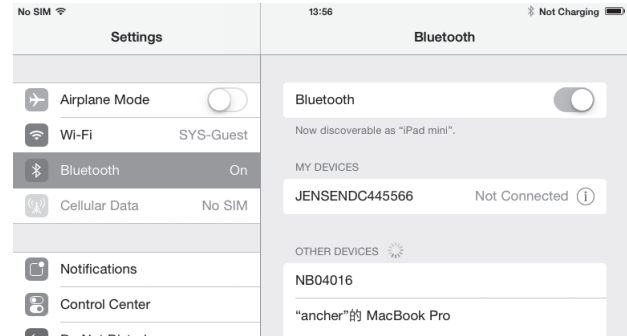 No SIM 13:56 Not Charging
Settings
Bluetooth
Airplane Mode
Wi-Fi SYS-Guest
Bluetooth On
Cellular Data No SIM
Notifications
Control Center
Bluetooth
Now discoverable as “iPad mini”.
MY DEVICES
JENSENDC445566 Not Connected
OTHER DEVICES
NB04016
“ancher”的 MacBook Pro